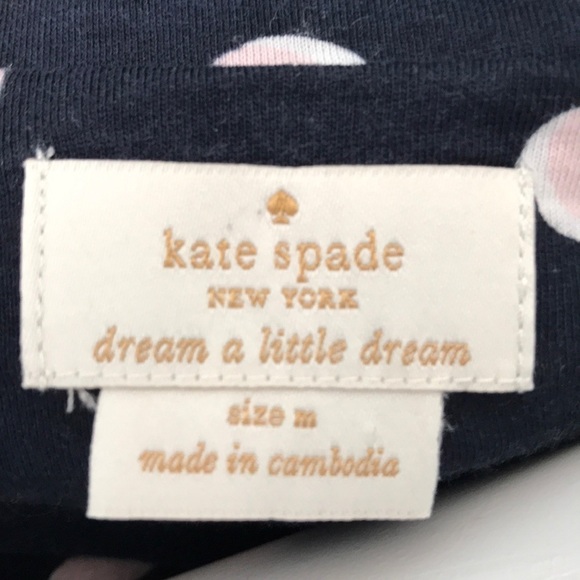 kate spade
NEW YORK
dream a little dream
size m
made in cambodia